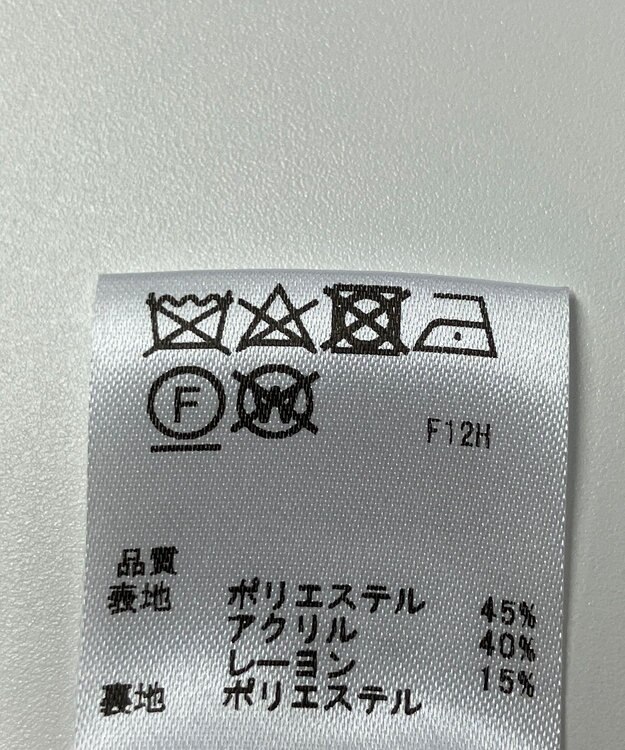 F
W
F12H
品質
表地 ポリエステル 45%
アクリル 40%
レーヨン 15%
裏地 ポリエステル